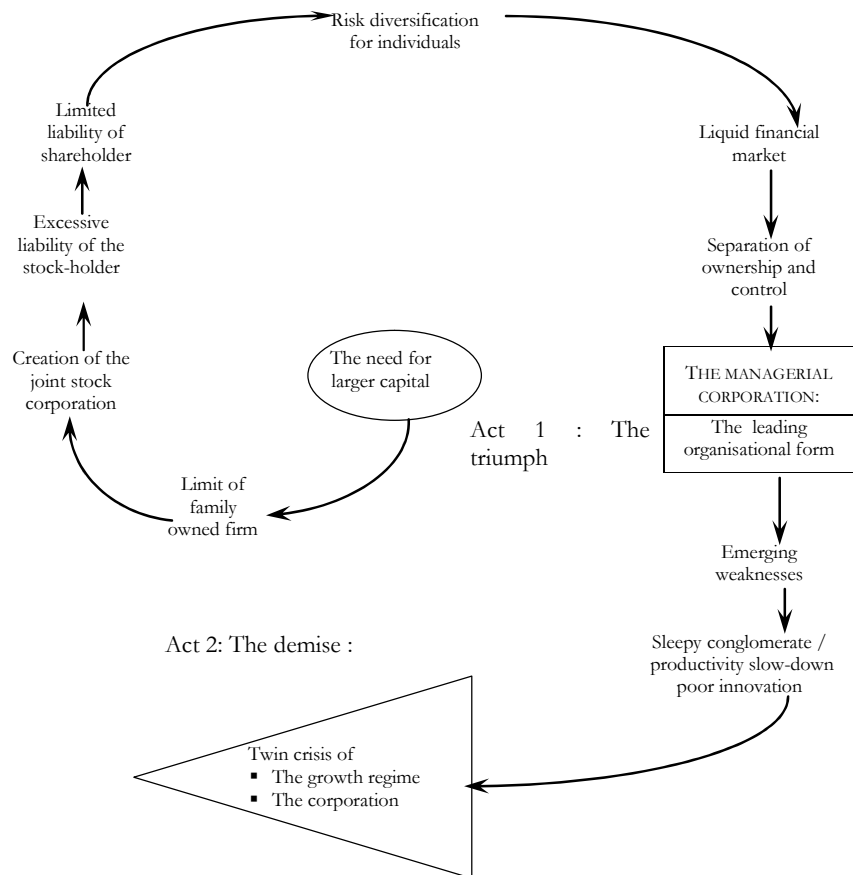 Risk diversification
for individuals
Limited
liability of
shareholder
Liquid financial
market
Excessive
liability of the
stock-holder
Separation of
ownership and
control
Creation of the
joint stock
corporation
The need for
larger capital
THE MANAGERIAL
CORPORATION:
The leading
organisational form
Act 1 : The
triumph
Limit of
family
owned firm
Emerging
weaknesses
Act 2: The demise :
Sleepy conglomerate /
productivity slow-down
poor innovation
Twin crisis of
▪ The growth regime
▪ The corporation